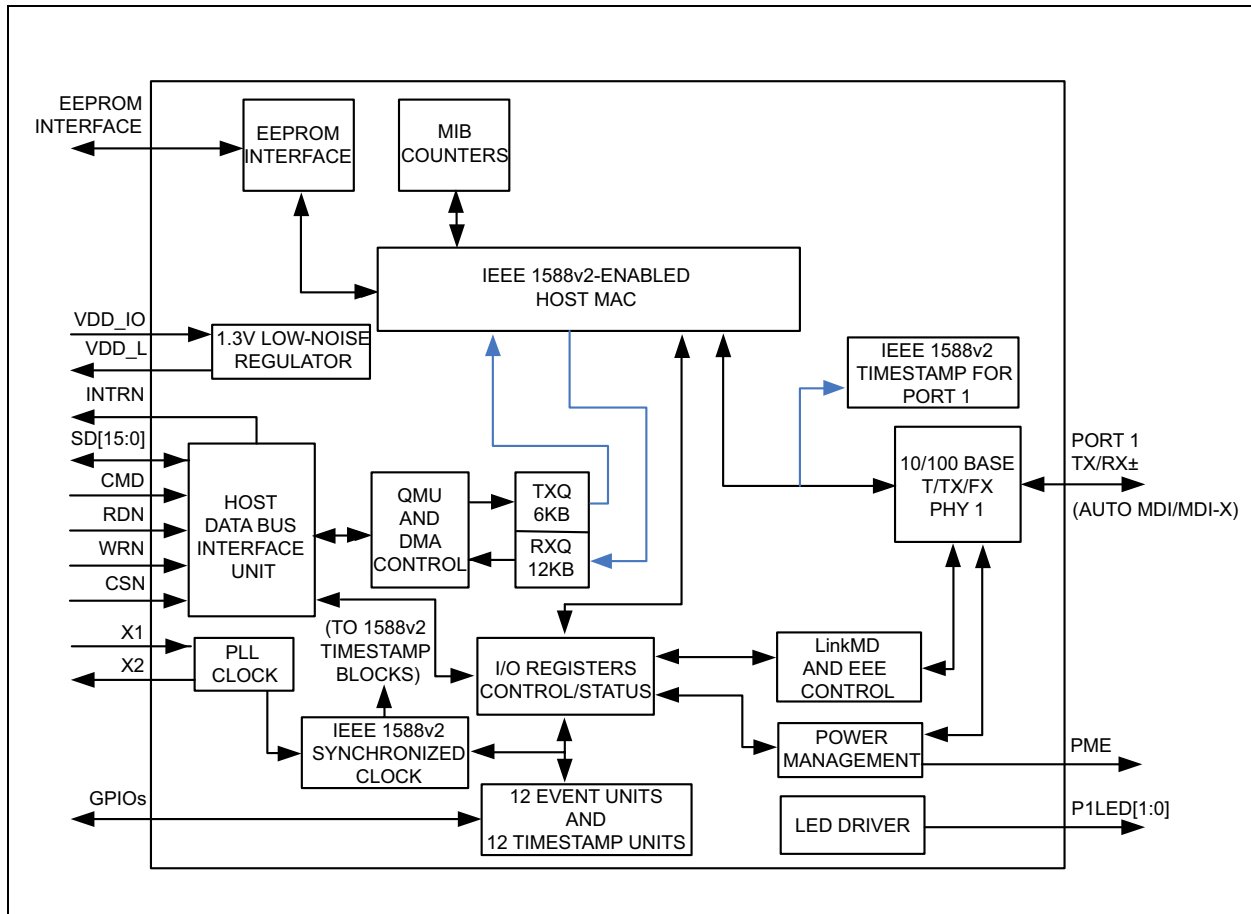 EEPROM
INTERFACE
EEPROM
INTERFACE
MIB
COUNTERS
IEEE 1588v2-ENABLED
HOST MAC
VDD_IO
VDD_L
1.3V LOW-NOISE
REGULATOR
IEEE 1588v2
TIMESTAMP FOR
PORT 1
INTRN
SD[15:0]
CMD
RDN
WRN
CSN
HOST
DATA BUS
INTERFACE
UNIT
QMU
AND
DMA
CONTROL
TXQ
6KB
RXQ
12KB
10/100 BASE
T/TX/FX
PHY 1
PORT 1
TX/RX±
(AUTO MDI/MDI-X)
X1
X2
PLL
CLOCK
(TO 1588v2
TIMESTAMP
BLOCKS)
I/O REGISTERS
CONTROL/STATUS
LinkMD
AND EEE
CONTROL
IEEE 1588v2
SYNCHRONIZED
CLOCK
POWER
MANAGEMENT
PME
GPIOs
12 EVENT UNITS
AND
12 TIMESTAMP UNITS
LED DRIVER
P1LED[1:0]